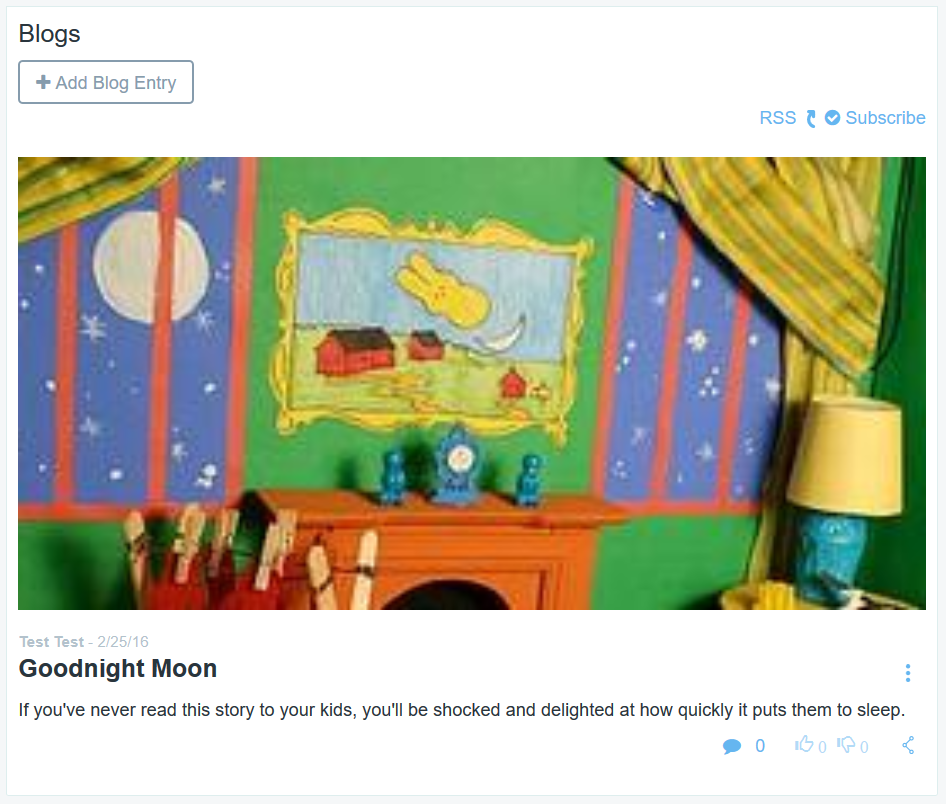 Blogs
Add Blog Entry
RSS Subscribe
Test Test - 2/25/16
Goodnight Moon
If you've never read this story to your kids, you'll be shocked and delighted at how quickly it puts them to sleep.
0 0 0